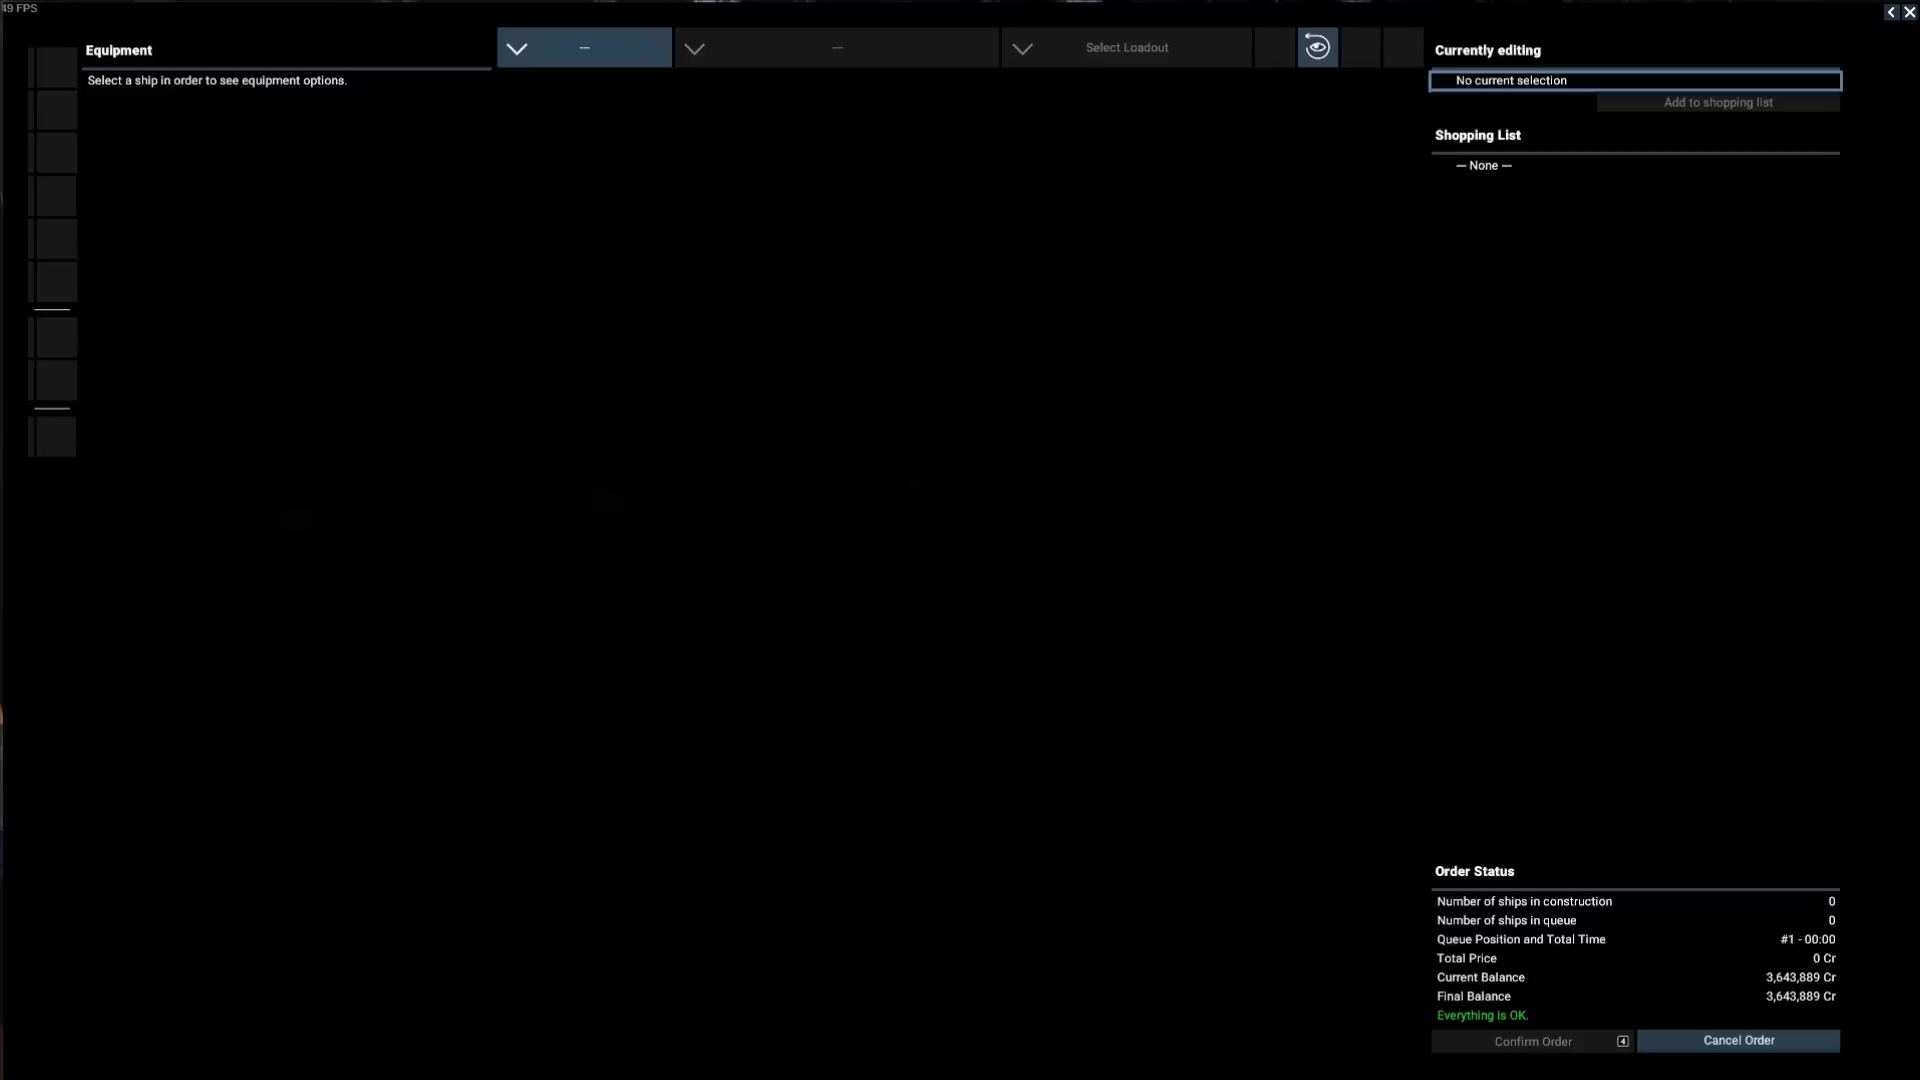 49 FPS
Equipment
Select a ship in order to see equipment options.
---
---
Select Loadout
Currently editing
No current selection
Add to shopping list
Shopping List
— None —
Order Status
Number of ships in construction 0
Number of ships in queue 0
Queue Position and Total Time #1 - 00:00
Total Price 0 Cr
Current Balance 3,643,889 Cr
Final Balance 3,643,889 Cr
Everything is OK.
Confirm Order 4
Cancel Order